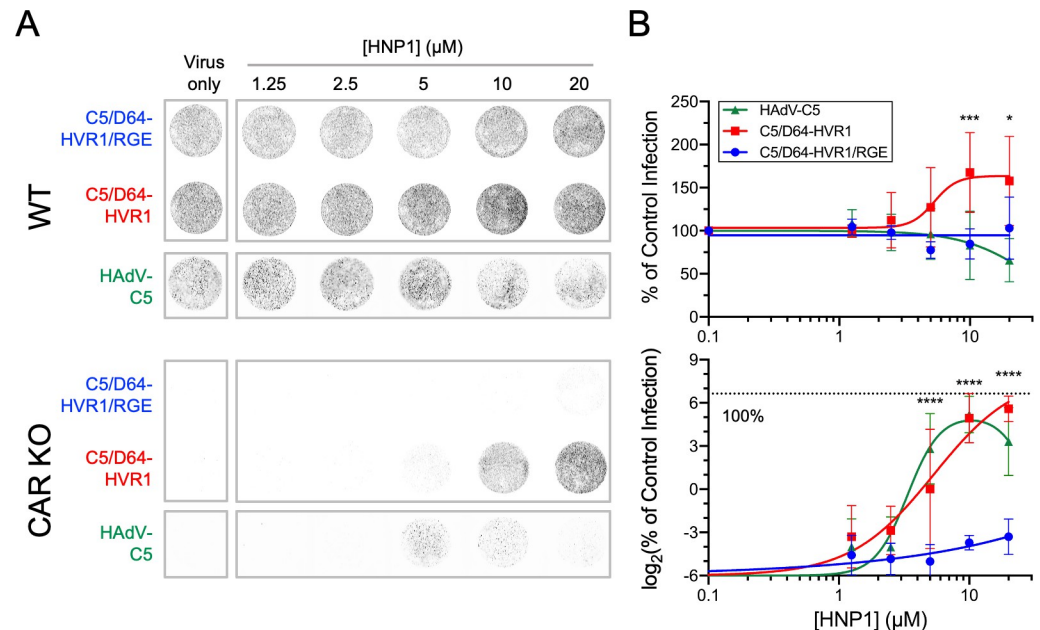 A
[HNP1] (µM)
Virus
only
1.25 2.5 5 10 20
WT
C5/D64-
HVR1/RGE
C5/D64-
HVR1
HAdV-
C5
CAR KO
C5/D64-
HVR1/RGE
C5/D64-
HVR1
HAdV-
C5
B
% of Control Infection
250
200
150
100
50
0
HAdV-C5
C5/D64-HVR1
C5/D64-HVR1/RGE
*** *
0.1 1 10
log2(% of Control Infection)
9
6
3
0
-3
-6
100%
**** **** ****
0.1 1 10
[HNP1] (µM)